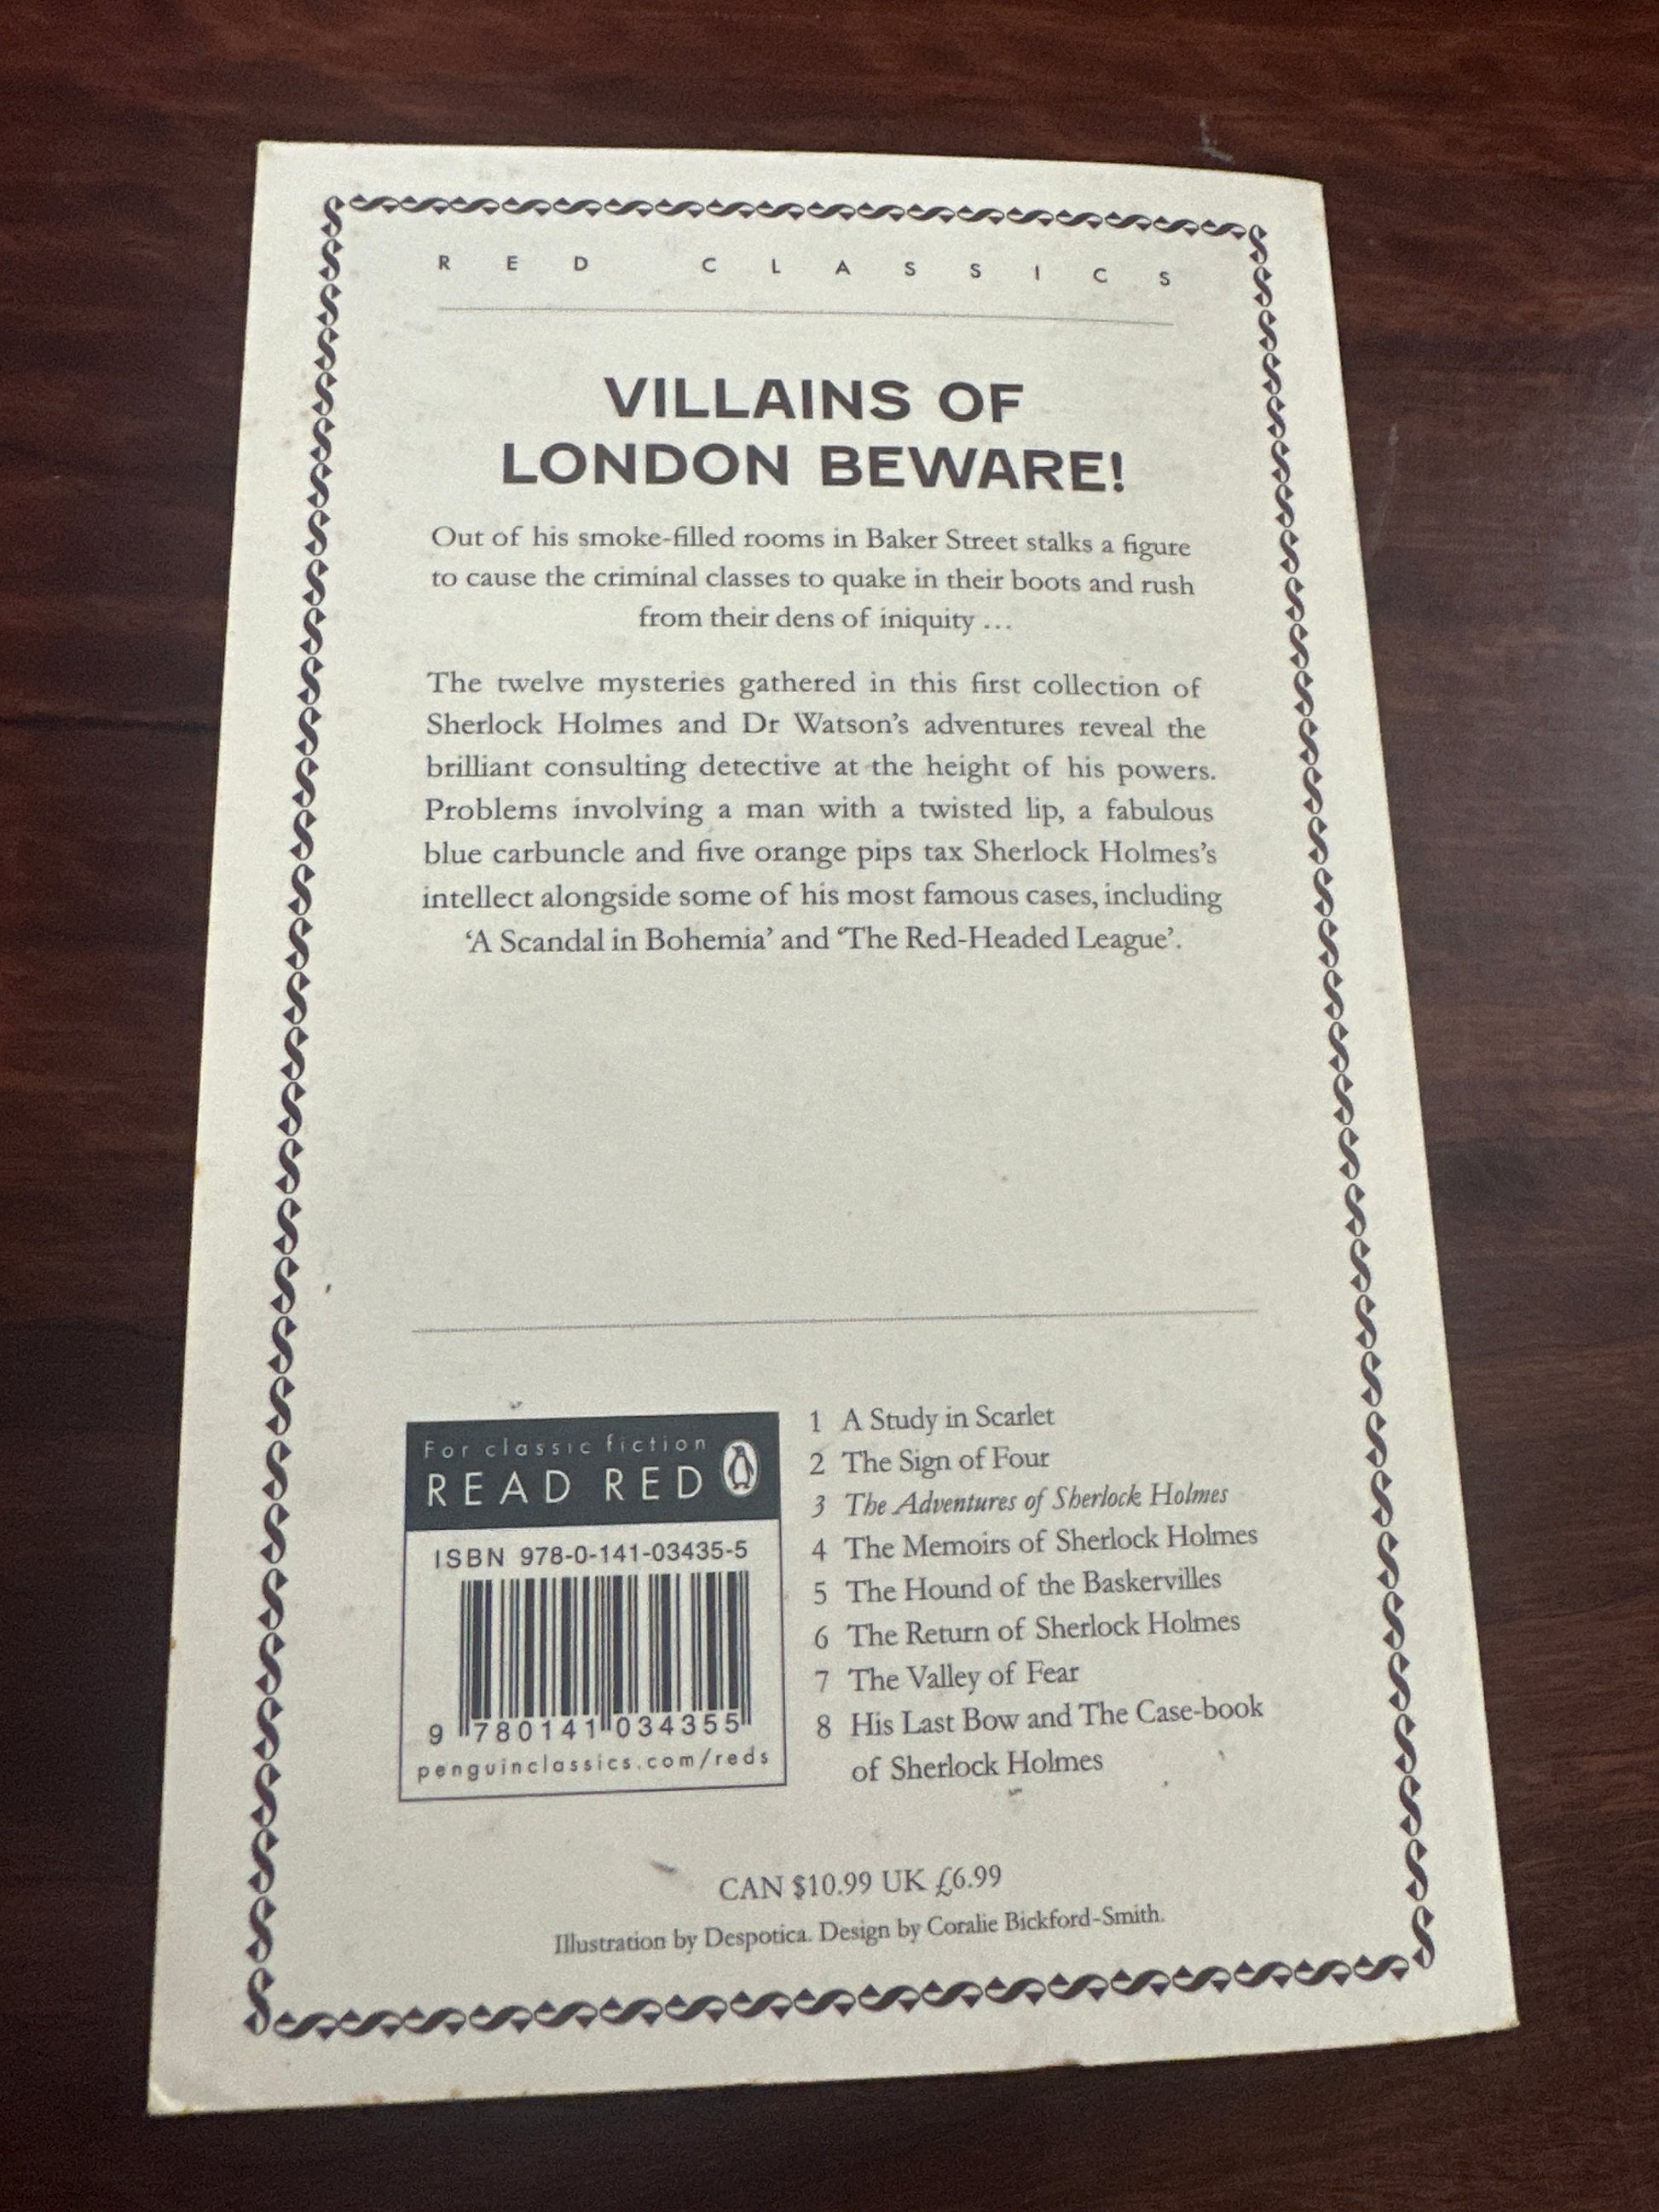 RED CLASSICS
VILLAINS OF
LONDON BEWARE!
Out of his smoke-filled rooms in Baker Street stalks a figure
to cause the criminal classes to quake in their boots and rush
from their dens of iniquity …
The twelve mysteries gathered in this first collection of
Sherlock Holmes and Dr Watson's adventures reveal the
brilliant consulting detective at the height of his powers.
Problems involving a man with a twisted lip, a fabulous
blue carbuncle and five orange pips tax Sherlock Holmes's
intellect alongside some of his most famous cases, including
'A Scandal in Bohemia' and 'The Red-Headed League'.
For classic fiction
READ RED
ISBN 978-0-141-03435-5
9 780141 034355
penguinclassics.com/reds
1 A Study in Scarlet
2 The Sign of Four
3 The Adventures of Sherlock Holmes
4 The Memoirs of Sherlock Holmes
5 The Hound of the Baskervilles
6 The Return of Sherlock Holmes
7 The Valley of Fear
8 His Last Bow and The Case-book
of Sherlock Holmes
CAN $10.99 UK £6.99
Illustration by Despotica. Design by Coralie Bickford-Smith.